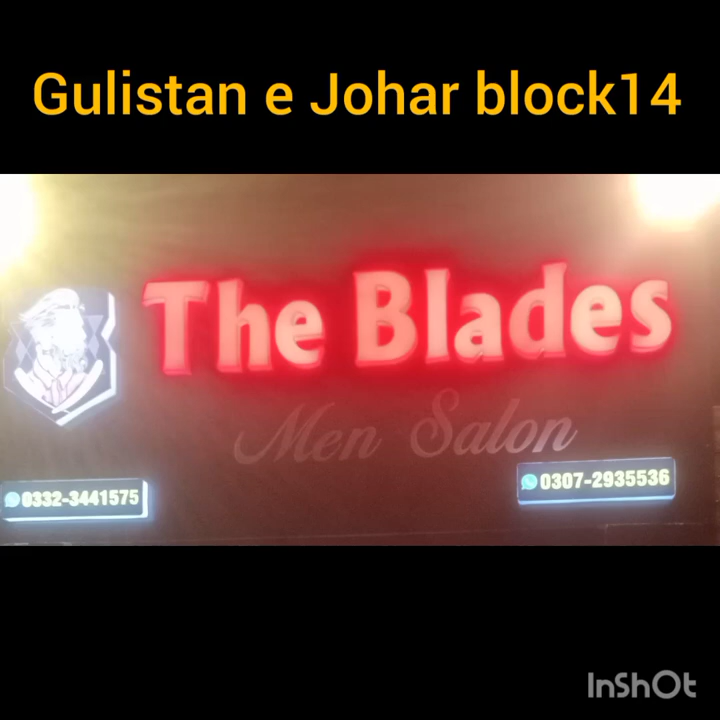 Gulistan e Johar block14
The Blades
Men Salon
0332-3441575
0307-2935536
InShOt